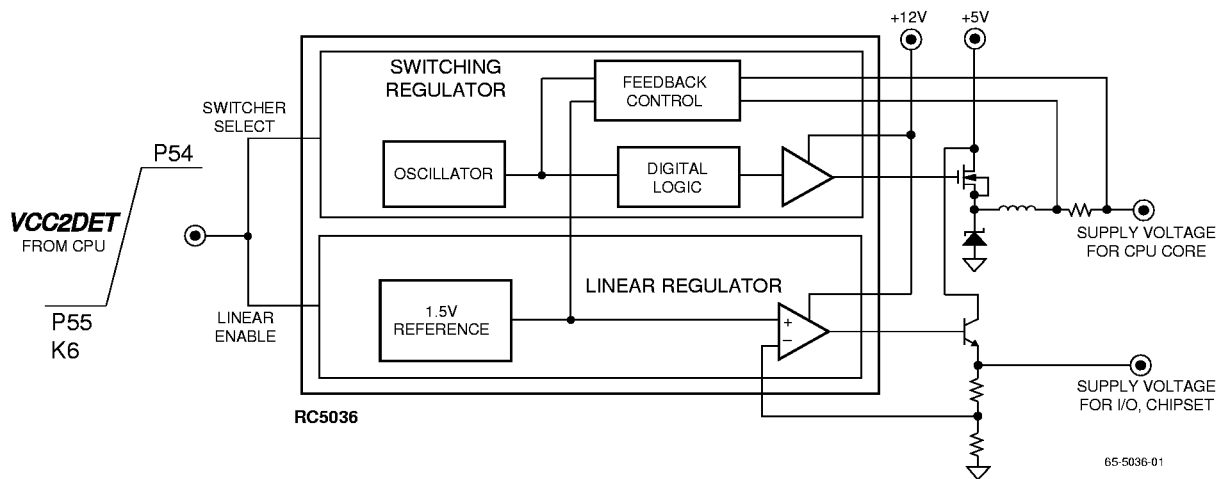 +12V
+5V
SWITCHING
REGULATOR
FEEDBACK
CONTROL
SWITCHER
SELECT
P54
OSCILLATOR
DIGITAL
LOGIC
VCC2DET
FROM CPU
SUPPLY VOLTAGE
FOR CPU CORE
LINEAR REGULATOR
P55
K6
LINEAR
ENABLE
1.5V
REFERENCE
+
–
SUPPLY VOLTAGE
FOR I/O, CHIPSET
RC5036
65-5036-01